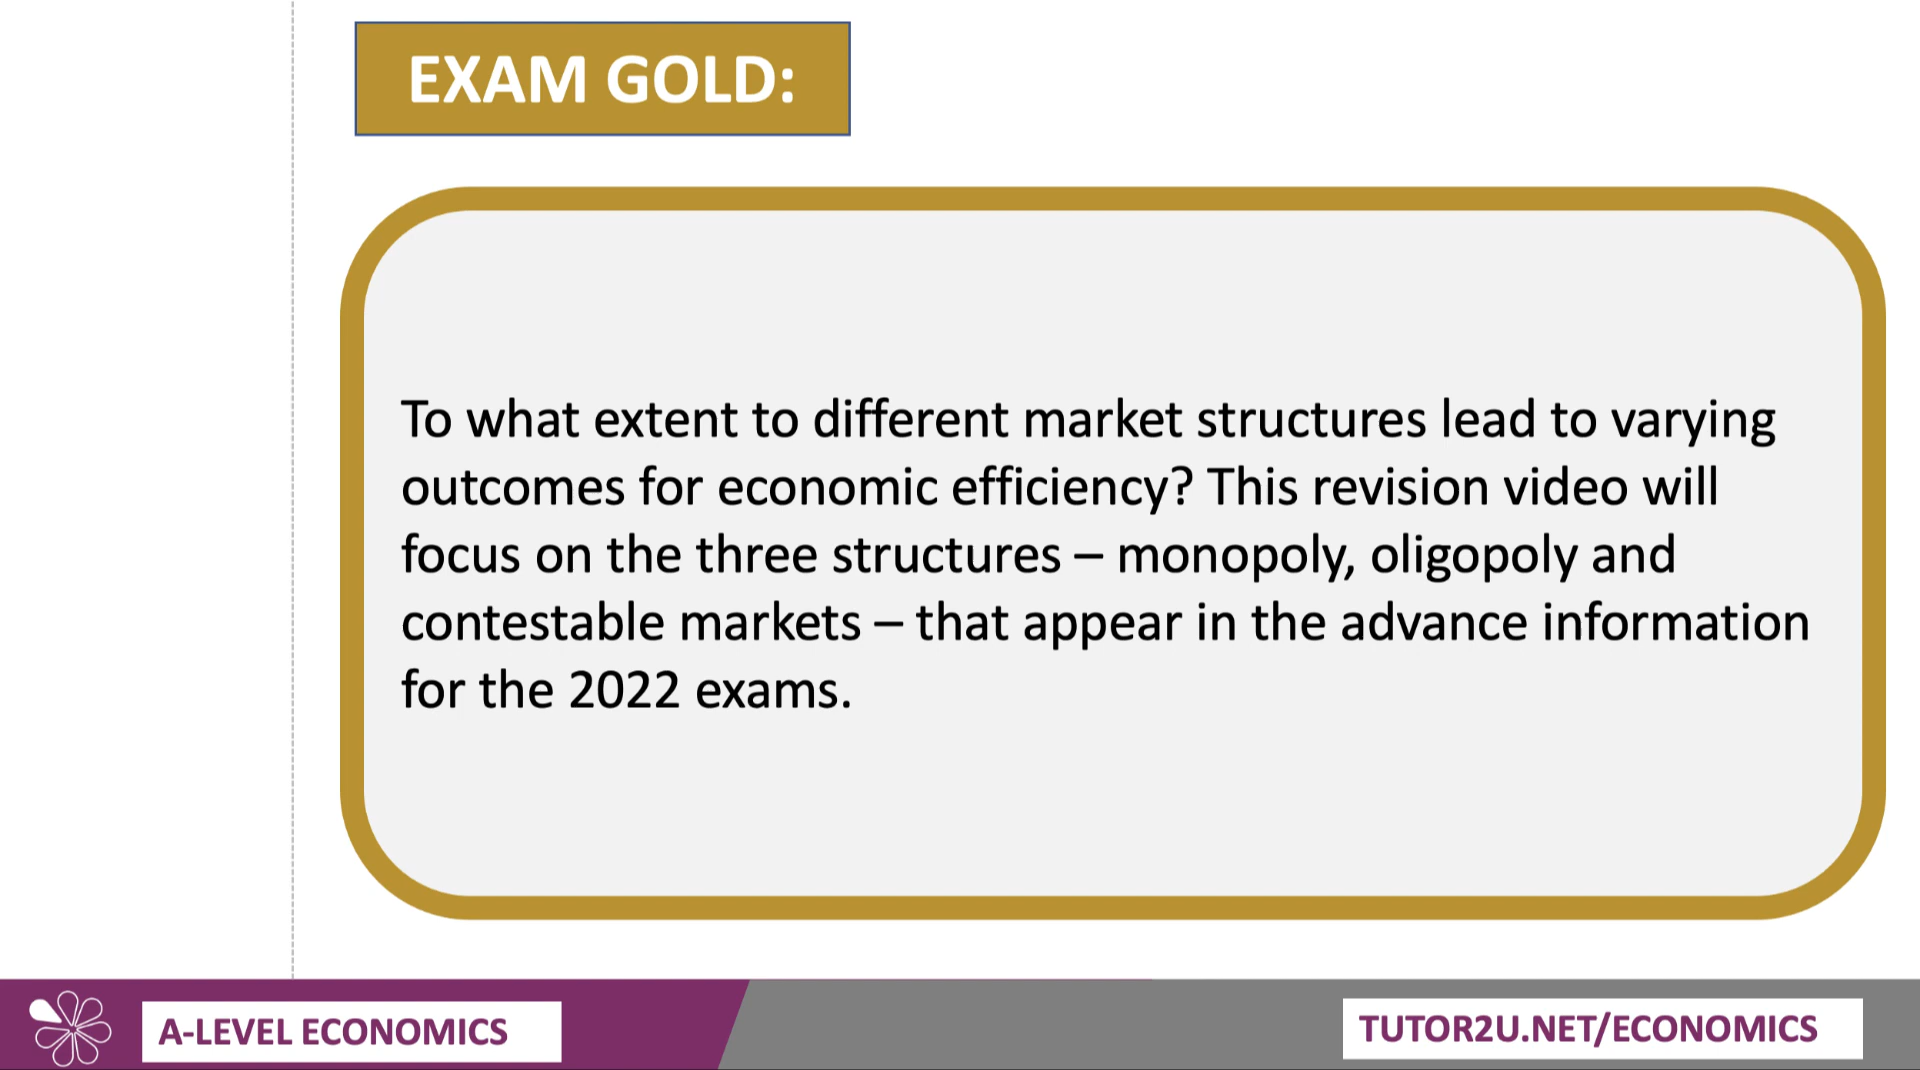 EXAM GOLD:
To what extent to different market structures lead to varying
outcomes for economic efficiency? This revision video will
focus on the three structures – monopoly, oligopoly and
contestable markets – that appear in the advance information
for the 2022 exams.
A-LEVEL ECONOMICS
TUTOR2U.NET/ECONOMICS